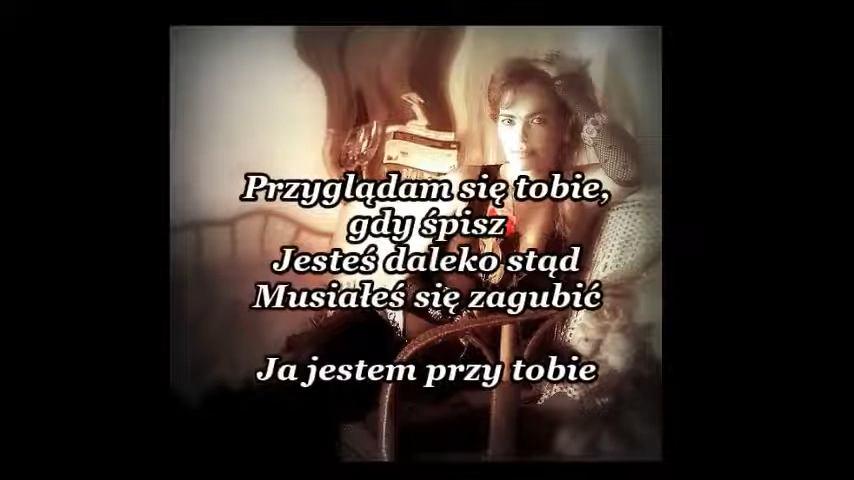 Przyglądam się tobie,
gdy śpisz
Jesteś daleko stąd
Musiałeś się zagubić
Ja jestem przy tobie